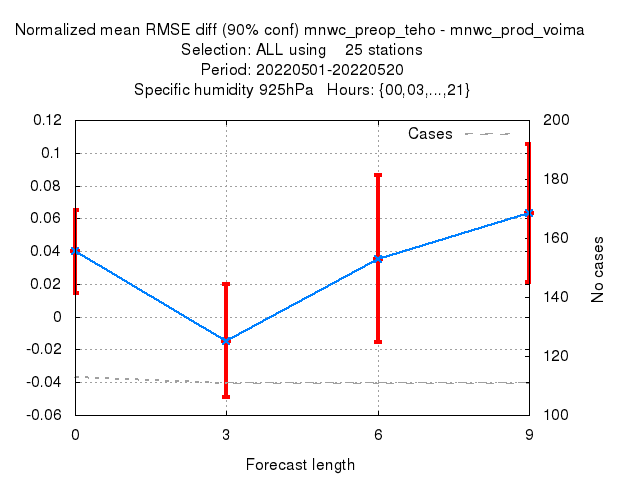 Normalized mean RMSE diff (90% conf) mnwc_preop_teho - mnwc_prod_voima
Selection: ALL using 25 stations
Period: 20220501-20220520
Specific humidity 925hPa Hours: {00,03,...,21}
Cases
0.12
0.1
0.08
0.06
0.04
0.02
0
-0.02
-0.04
-0.06
200
180
160
140
120
100
No cases
0 3 6 9
Forecast length